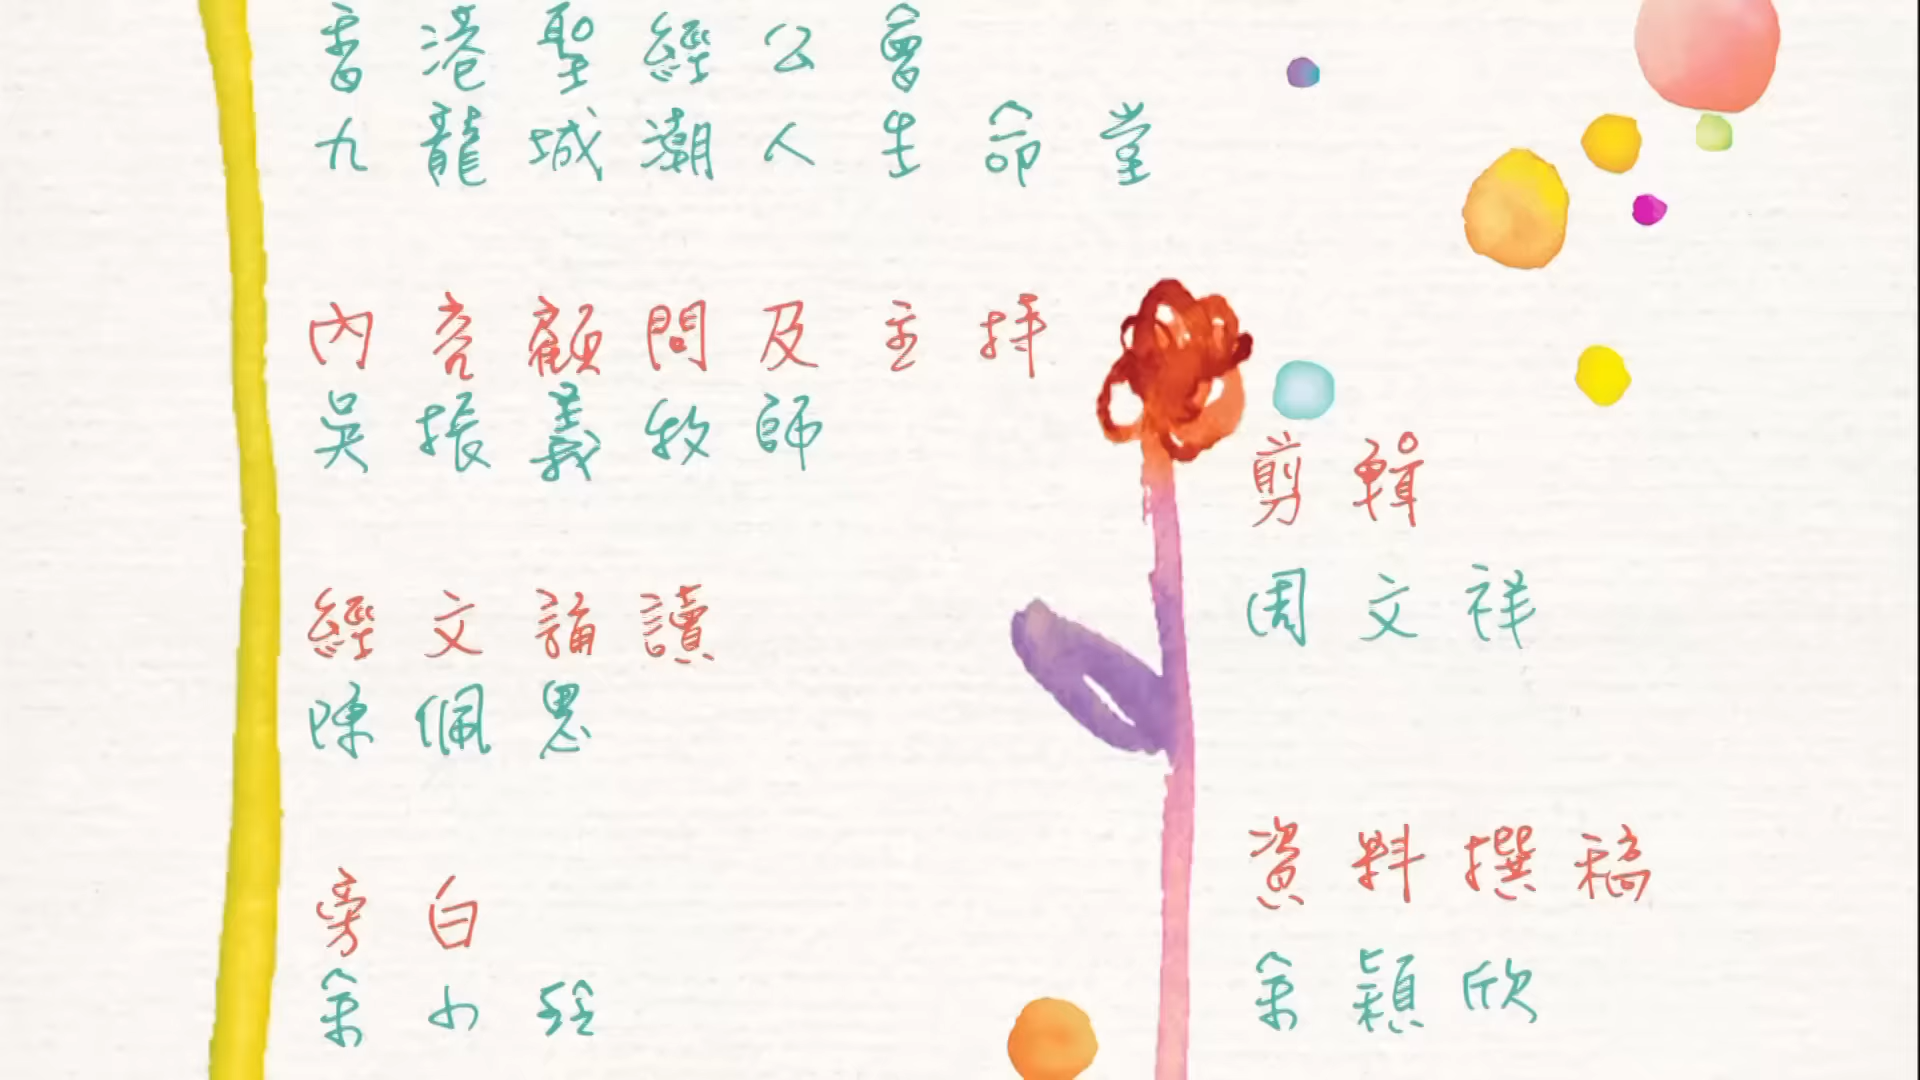 香港聖經公會
九龍城潮人生命堂
內容顧問及主持
吳振義牧師
經文誦讀
陳佩思
旁白
余小玲
剪輯
周文祥
資料撰稿
余穎欣